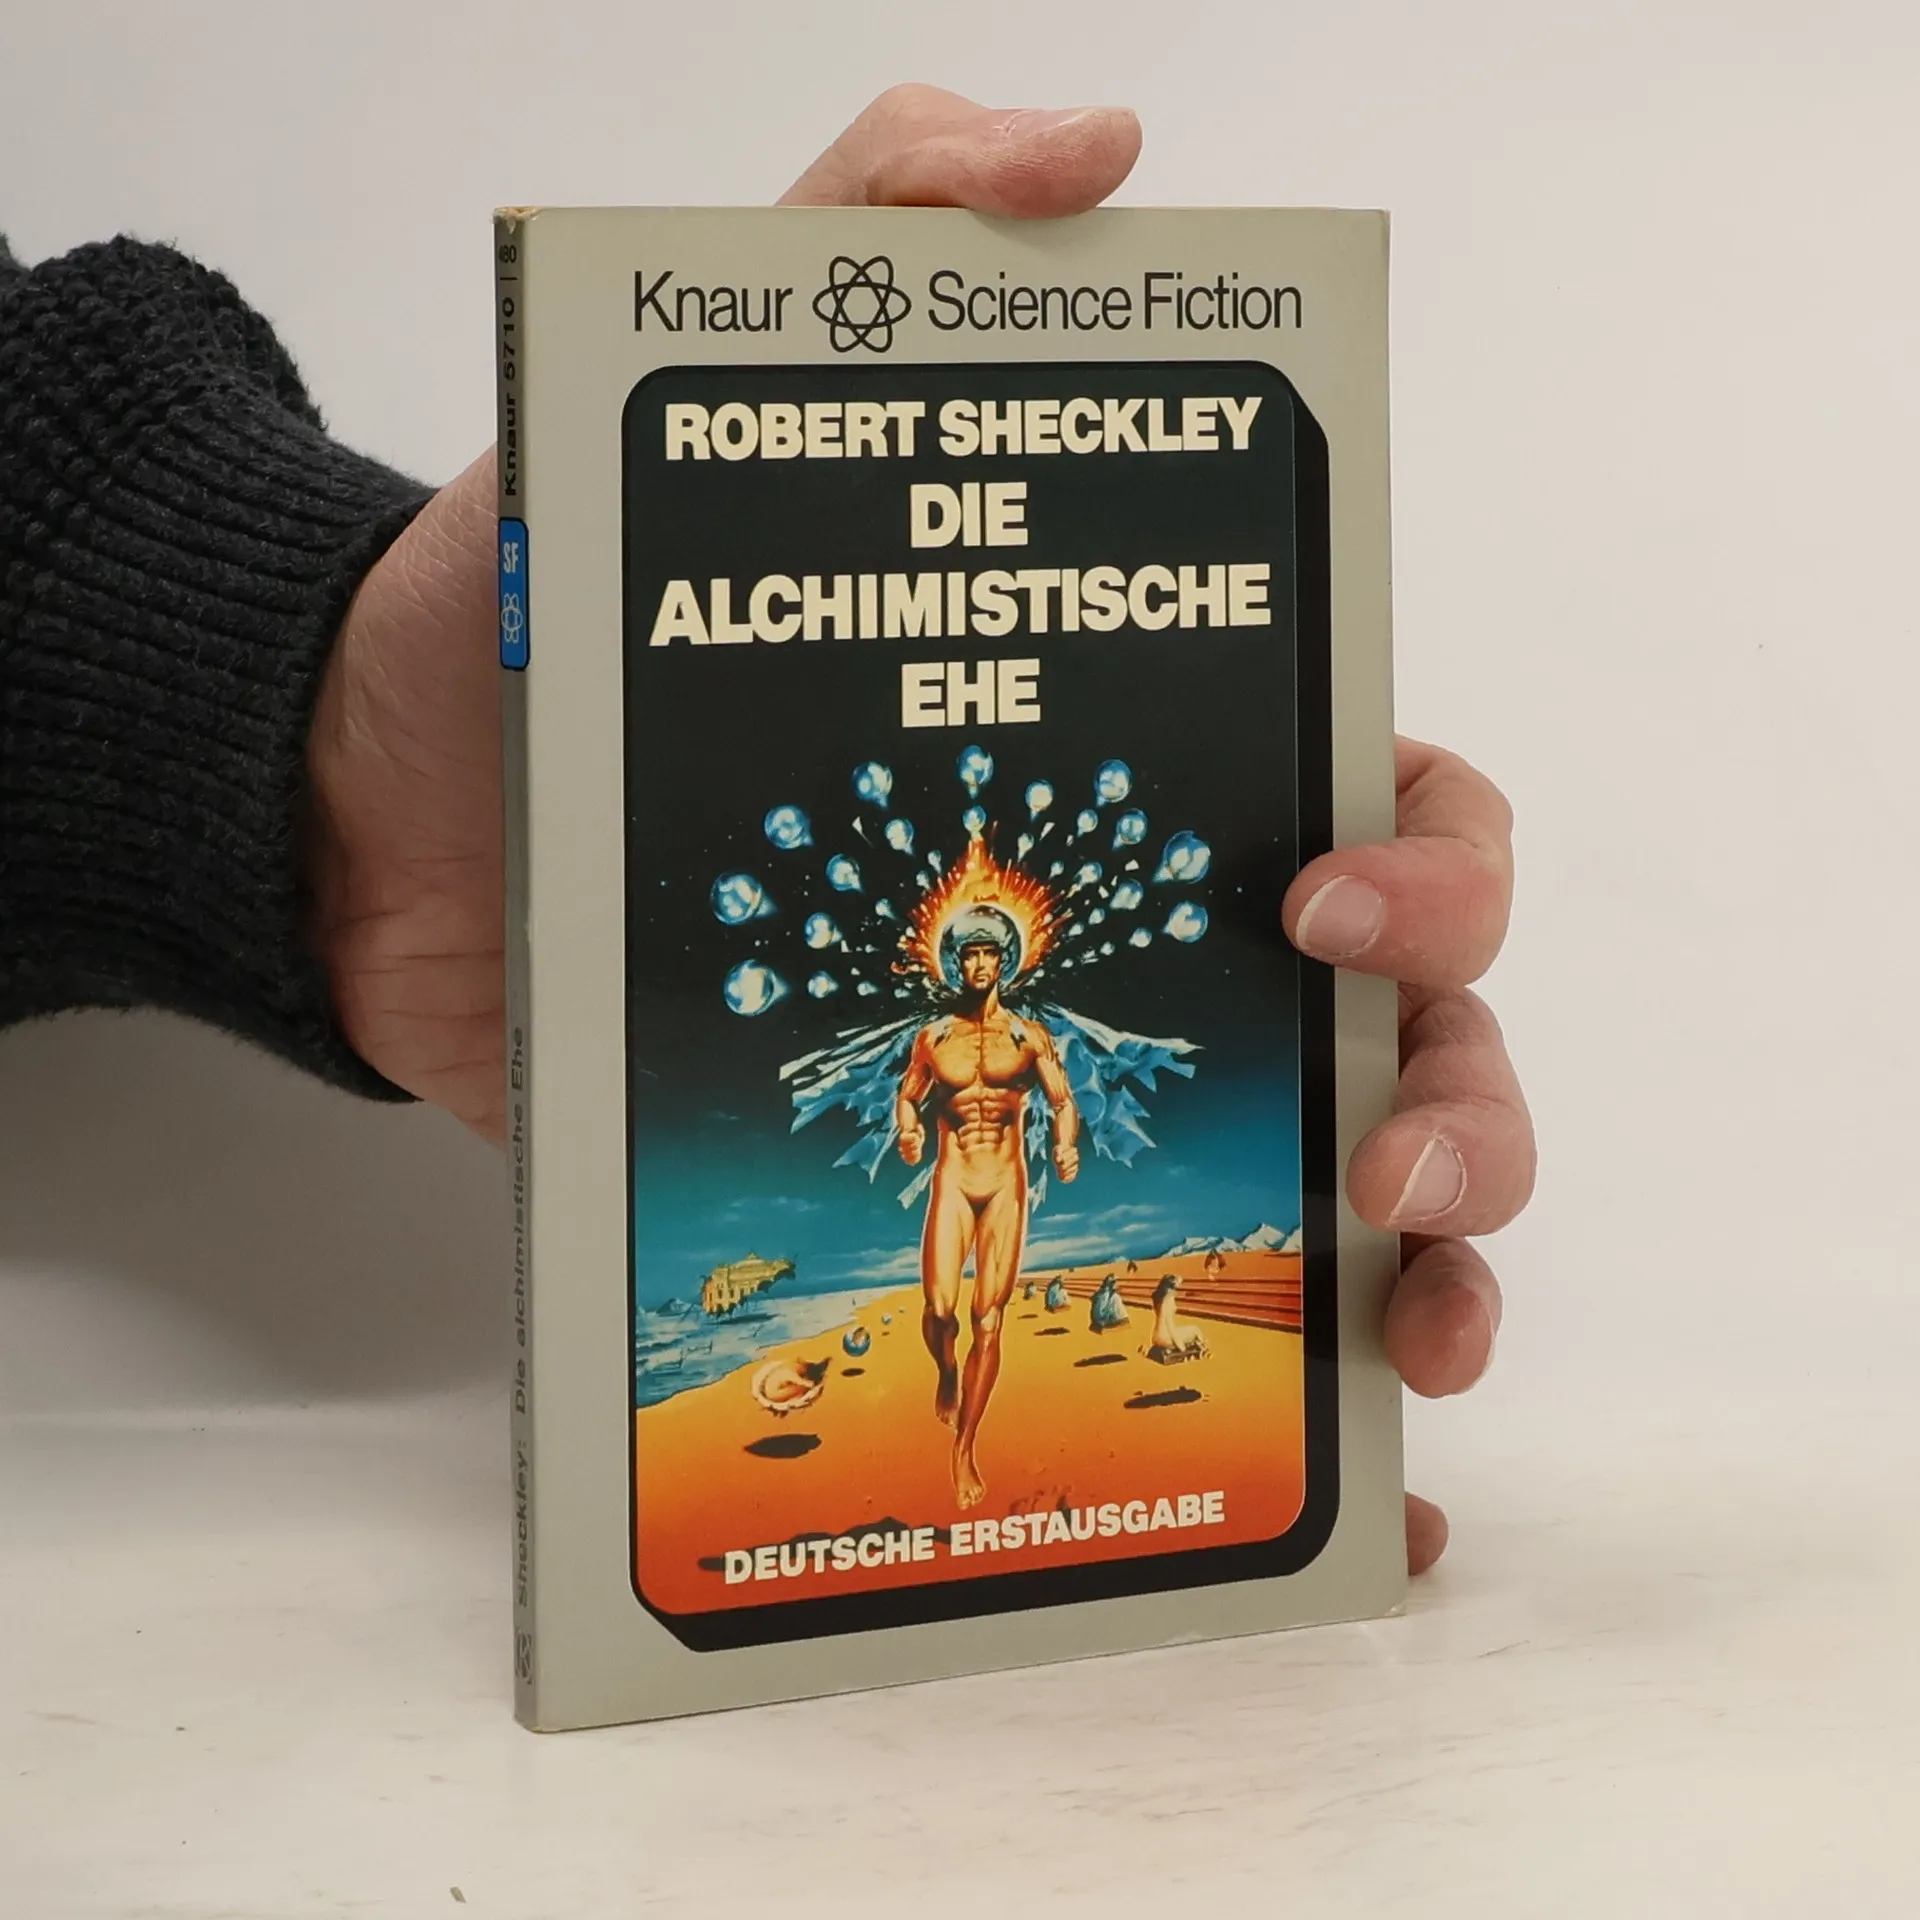 Knaur Science Fiction
ROBERT SHECKLEY
DIE
ALCHIMISTISCHE
EHE
DEUTSCHE ERSTAUSGABE
Sheckley: Die alchimistische Ehe
SF
Knaur 5710